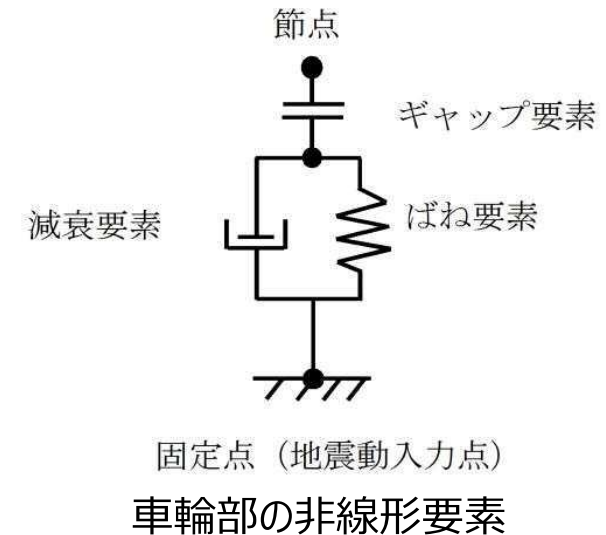 節点
ギャップ要素
減衰要素
ばね要素
固定点（地震動入力点）
車輪部の非線形要素